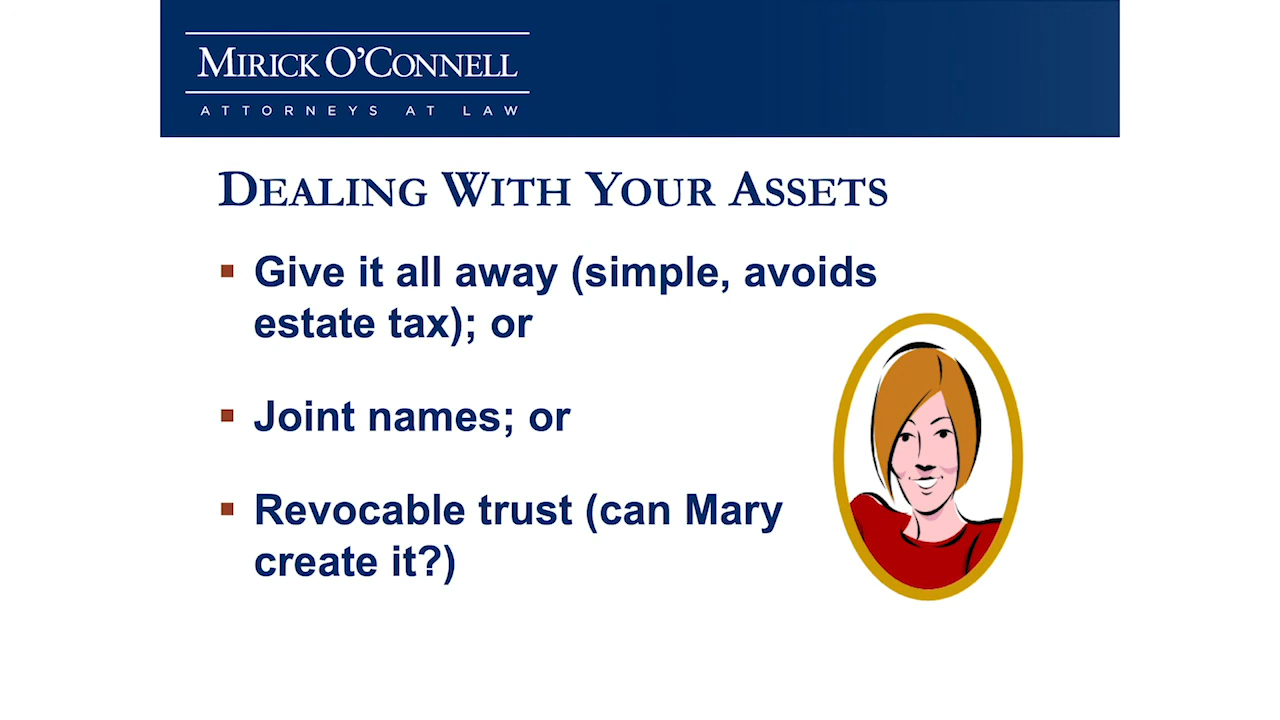 MIRICK O'CONNELL
ATTORNEYS AT LAW
DEALING WITH YOUR ASSETS
Give it all away (simple, avoids
estate tax); or
Joint names; or
Revocable trust (can Mary
create it?)